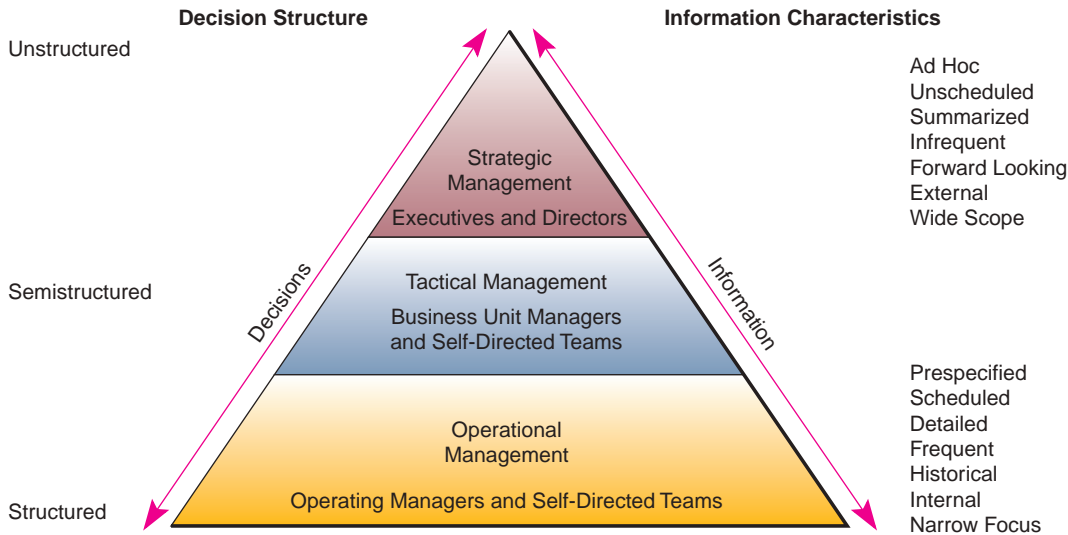 Decision Structure
Information Characteristics
Unstructured
Ad Hoc
Unscheduled
Summarized
Infrequent
Forward Looking
External
Wide Scope
Strategic
Management
Executives and Directors
Decisions
Information
Semistructured
Tactical Management
Business Unit Managers
and Self-Directed Teams
Prespecified
Scheduled
Detailed
Frequent
Historical
Internal
Narrow Focus
Operational
Management
Operating Managers and Self-Directed Teams
Structured